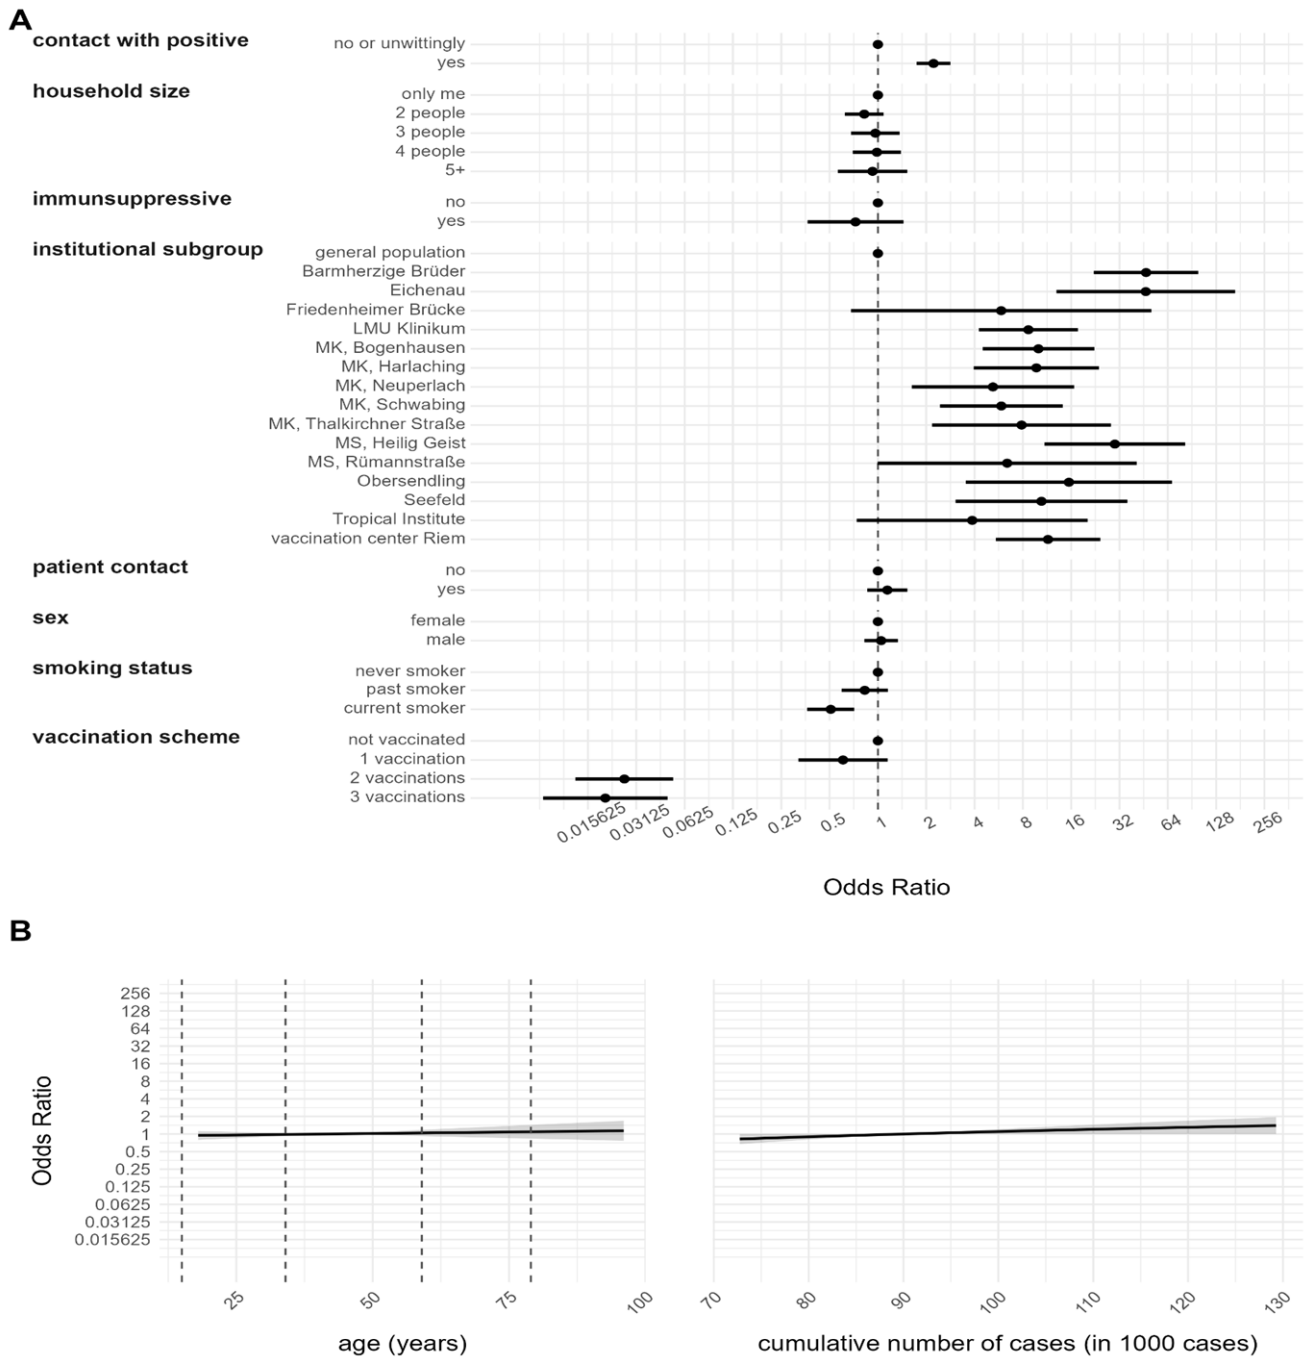 A
contact with positive
no or unwittingly
yes
household size
only me
2 people
3 people
4 people
5+
immunsuppressive
no
yes
institutional subgroup
general population
Barmherzige Brüder
Eichenau
Friedenheimer Brücke
LMU Klinikum
MK, Bogenhausen
MK, Harlaching
MK, Neuperlach
MK, Schwabing
MK, Thalkirchner Straße
MS, Heilig Geist
MS, Rümannstraße
Obersendling
Seefeld
Tropical Institute
vaccination center Riem
patient contact
no
yes
sex
female
male
smoking status
never smoker
past smoker
current smoker
vaccination scheme
not vaccinated
1 vaccination
2 vaccinations
3 vaccinations
0.015625 0.03125 0.0625 0.125 0.25 0.5 1 2 4 8 16 32 64 128 256
Odds Ratio
B
Odds Ratio
256
128
64
32
16
8
4
2
1
0.5
0.25
0.125
0.0625
0.03125
0.015625
25 50 75 100
age (years)
70 80 90 100 110 120 130
cumulative number of cases (in 1000 cases)